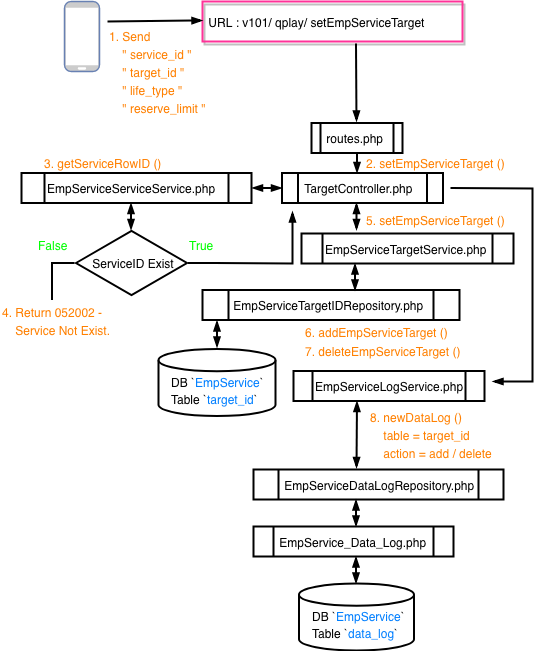 URL : v101/ qplay/ setEmpServiceTarget
1. Send
" service_id "
" target_id "
" life_type "
" reserve_limit "
routes.php
2. setEmpServiceTarget ()
3. getServiceRowID ()
EmpServiceServiceService.php
TargetController.php
5. setEmpServiceTarget ()
False
True
EmpServiceTargetService.php
ServiceID Exist
4. Return 052002 -
Service Not Exist.
EmpServiceTargetIDRepository.php
6. addEmpServiceTarget ()
7. deleteEmpServiceTarget ()
DB `EmpService`
Table `target_id`
EmpServiceLogService.php
8. newDataLog ()
table = target_id
action = add / delete
EmpServiceDataLogRepository.php
EmpService_Data_Log.php
DB `EmpService`
Table `data_log`